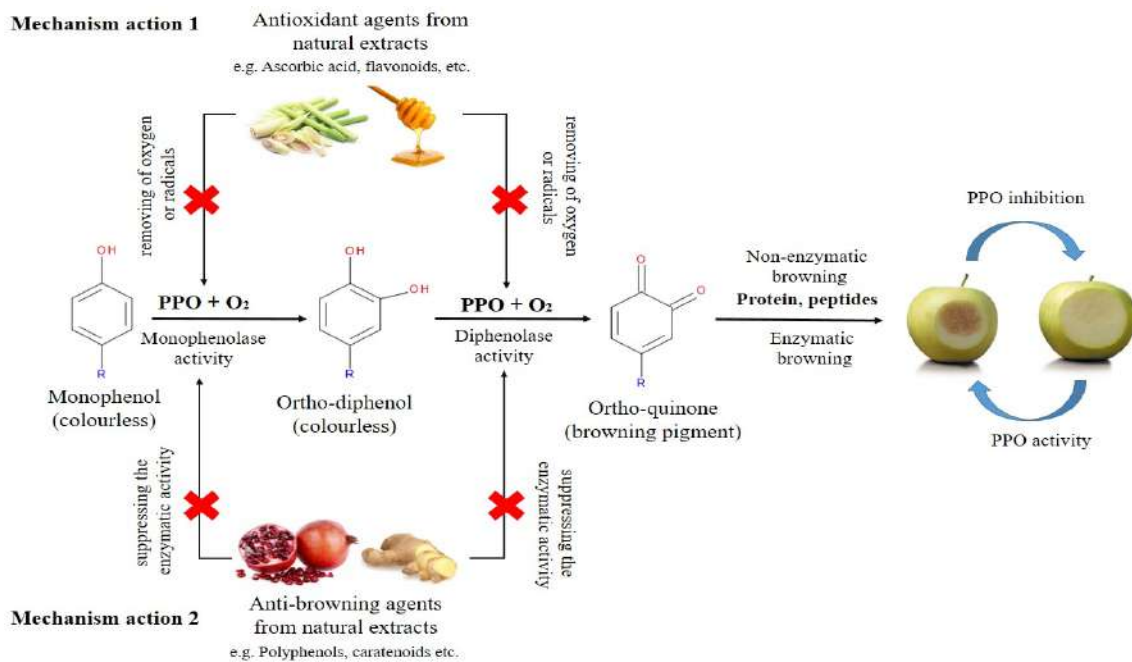 Mechanism action 1
Antioxidant agents from
natural extracts
e.g. Ascorbic acid, flavonoids, etc.
removing of oxygen
or radicals
removing of oxygen
or radicals
OH
PPO + O₂
Monophenolase
activity
R
Monophenol
(colourless)
OH
OH
R
Ortho-diphenol
(colourless)
PPO + O₂
Diphenolase
activity
O
O
R
Ortho-quinone
(browning pigment)
Non-enzymatic
browning
Protein, peptides
Enzymatic
browning
PPO inhibition
PPO activity
suppressing the
enzymatic activity
suppressing the
enzymatic activity
Mechanism action 2
Anti-browning agents
from natural extracts
e.g. Polyphenols, caratenoids etc.